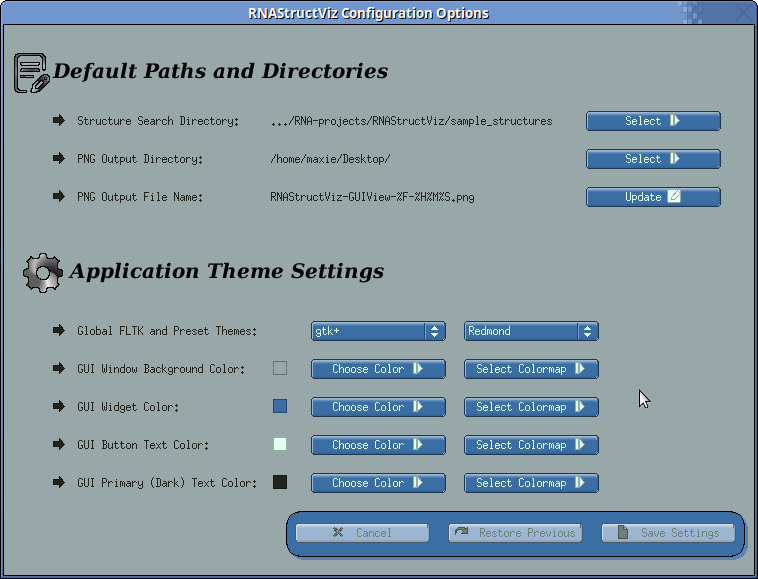 RNAStructViz Configuration Options
Default Paths and Directories
Structure Search Directory: .../RNA-projects/RNAStructViz/sample_structures Select
PNG Output Directory: /home/maxie/Desktop/ Select
PNG Output File Name: RNAStructViz-GUIView-%F-%H%M%S.png Update
Application Theme Settings
Global FLTK and Preset Themes: gtk+ Redmond
GUI Window Background Color: Choose Color Select Colormap
GUI Widget Color: Choose Color Select Colormap
GUI Button Text Color: Choose Color Select Colormap
GUI Primary (Dark) Text Color: Choose Color Select Colormap
Cancel Restore Previous Save Settings